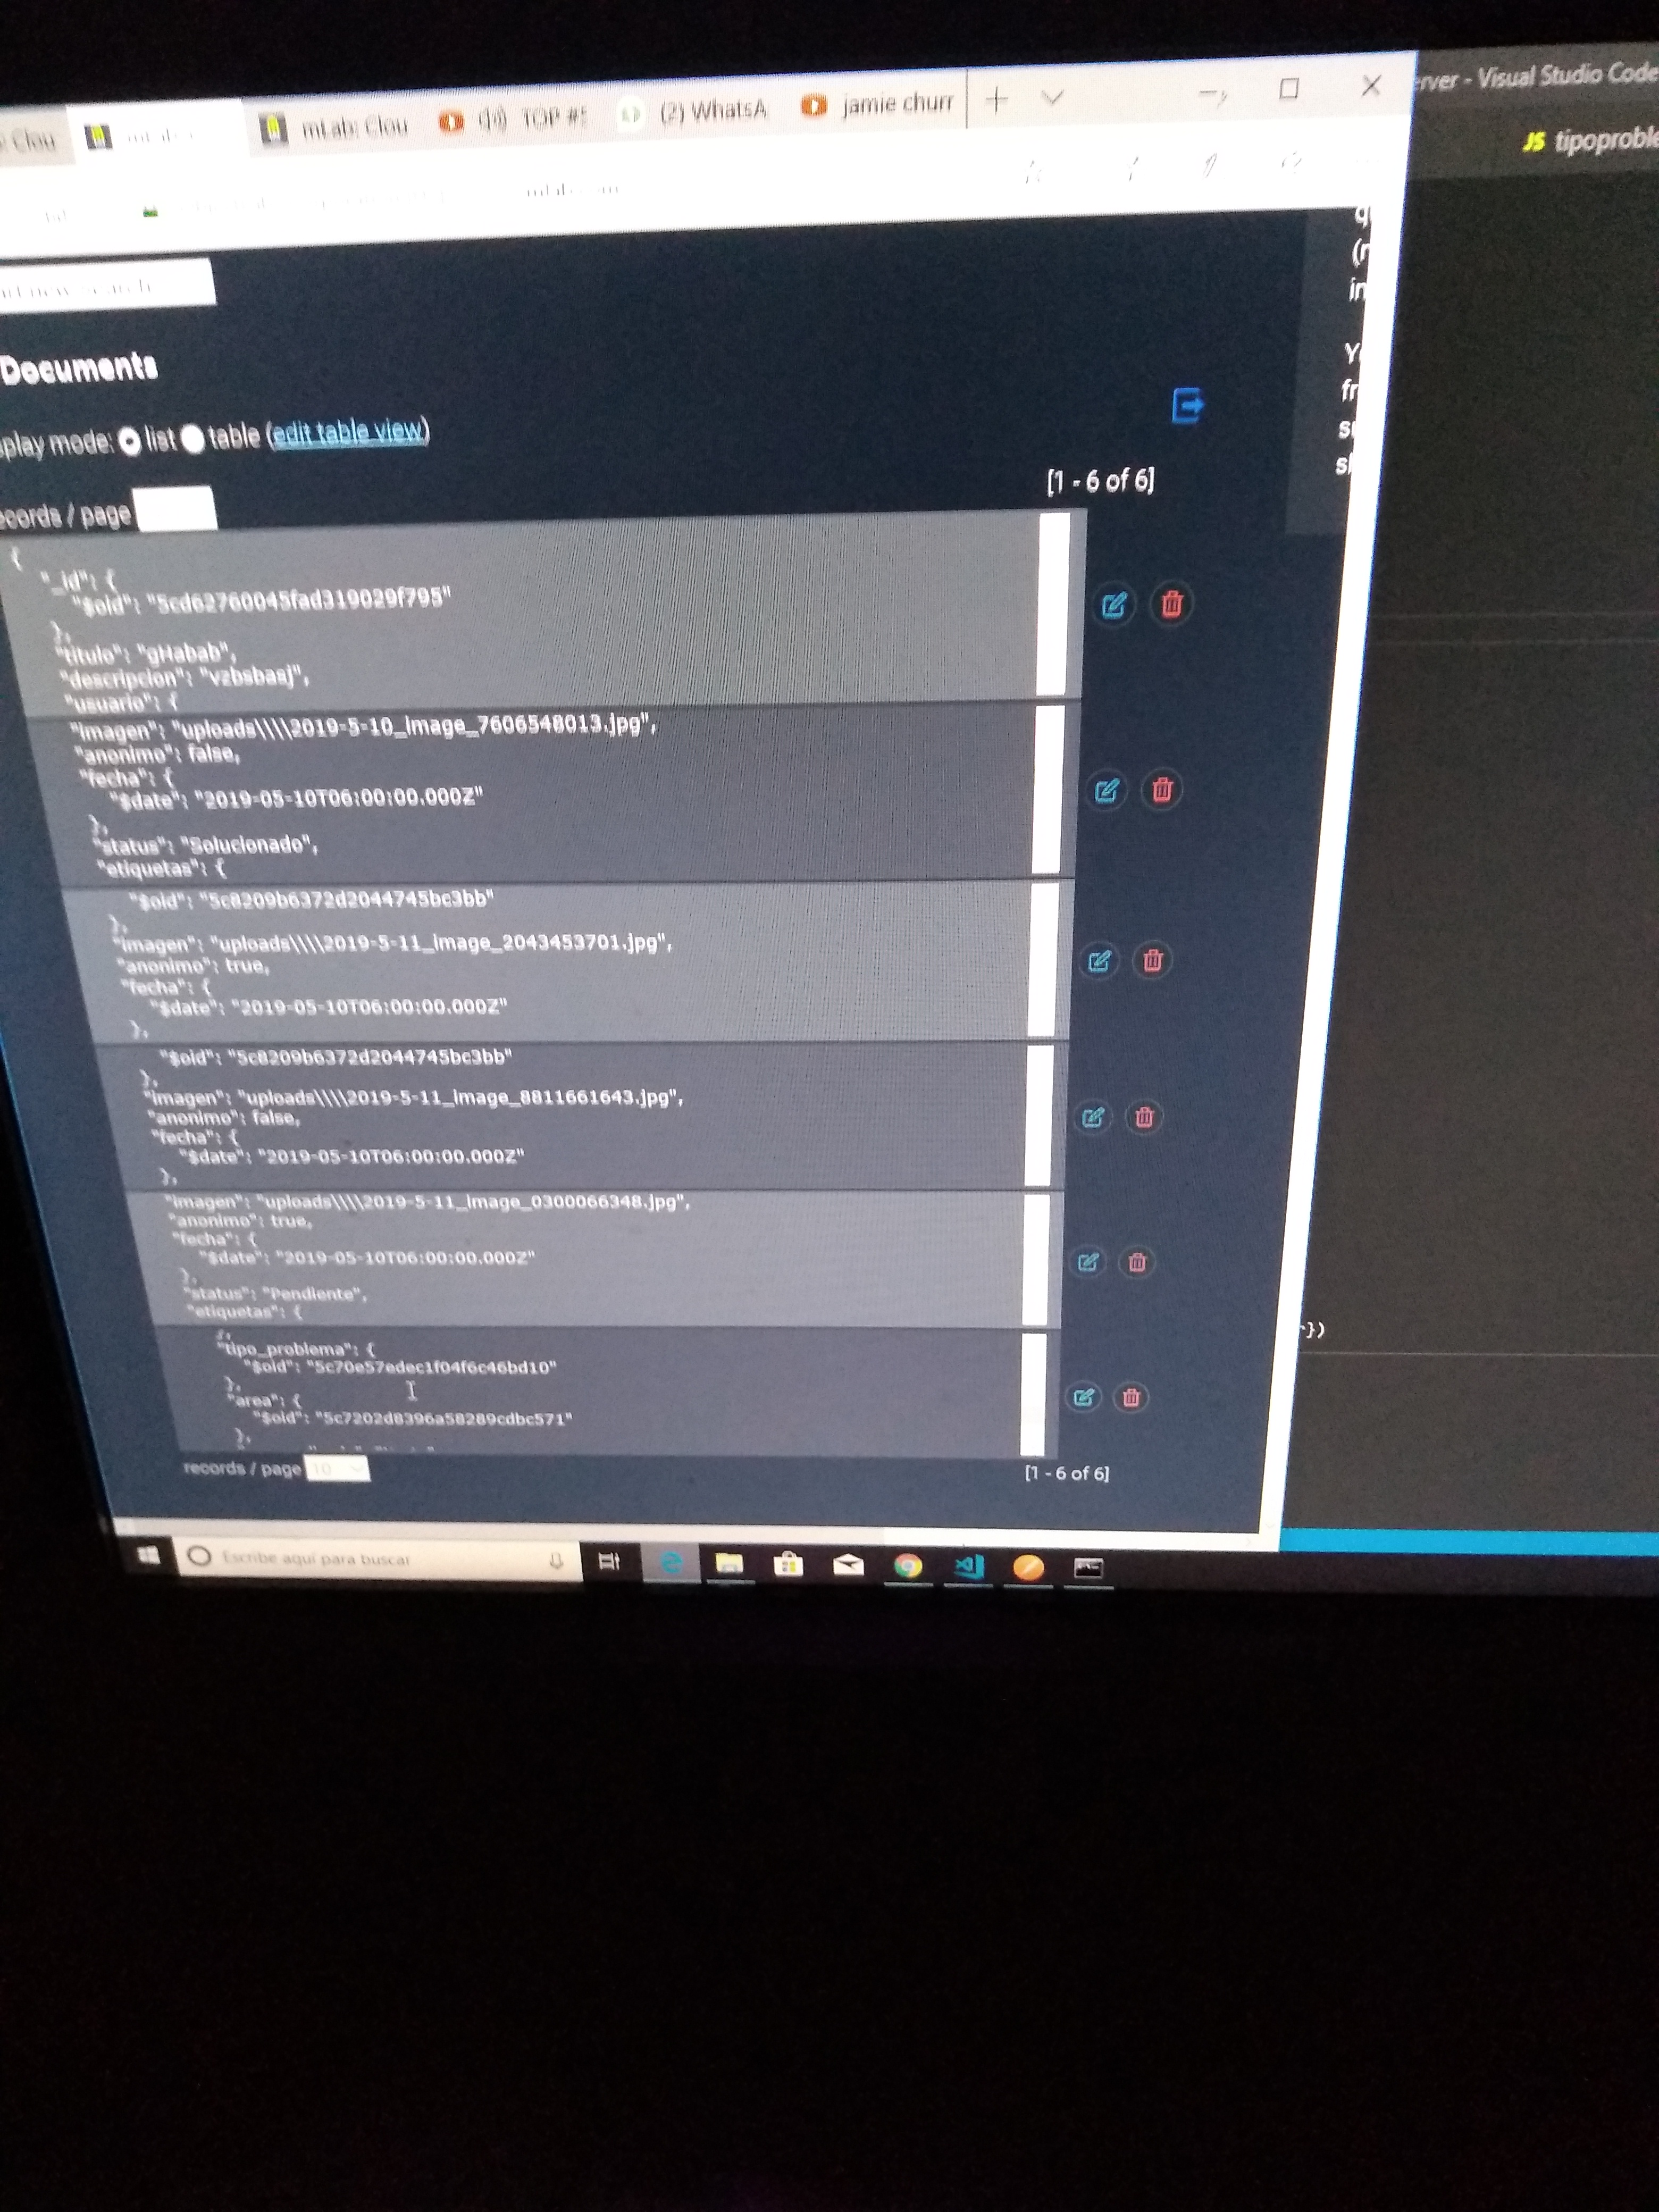 erver - Visual Studio Code
Clou
mLab: Clou
TOP #
(2) WhatsA
jamie churr
JS tipoproble
Documents
play mode: list table (edit table view)
[1 - 6 of 6]
ecords / page
{
"_id": {
"$oid": "5cd62760045fad319029f795"
},
"titulo": "gHabab",
"descripcion": "vzbsbasj",
"usuario": {
"imagen": "uploads\\\\2019-5-10_image_7606548013.jpg",
"anonimo": false,
"fecha": {
"$date": "2019-05-10T06:00:00.000Z"
},
"status": "Solucionado",
"etiquetas": {
"$oid": "5c8209b6372d2044745bc3bb"
},
"imagen": "uploads\\\\2019-5-11_image_2043453701.jpg",
"anonimo": true,
"fecha": {
"$date": "2019-05-10T06:00:00.000Z"
},
"$oid": "5c8209b6372d2044745bc3bb"
},
"imagen": "uploads\\\\2019-5-11_image_8811661643.jpg",
"anonimo": false,
"fecha": {
"$date": "2019-05-10T06:00:00.000Z"
},
"imagen": "uploads\\\\2019-5-11_image_0300066348.jpg",
"anonimo": true,
"fecha": {
"$date": "2019-05-10T06:00:00.000Z"
},
"status": "Pendiente",
"etiquetas": {
},
"tipo_problema": {
"$oid": "5c70e57edec1f04f6c46bd10"
},
"area": {
"$oid": "5c7202d8396a58289cdbc571"
},
records / page 10
[1 - 6 of 6]
})
Escribe aquí para buscar